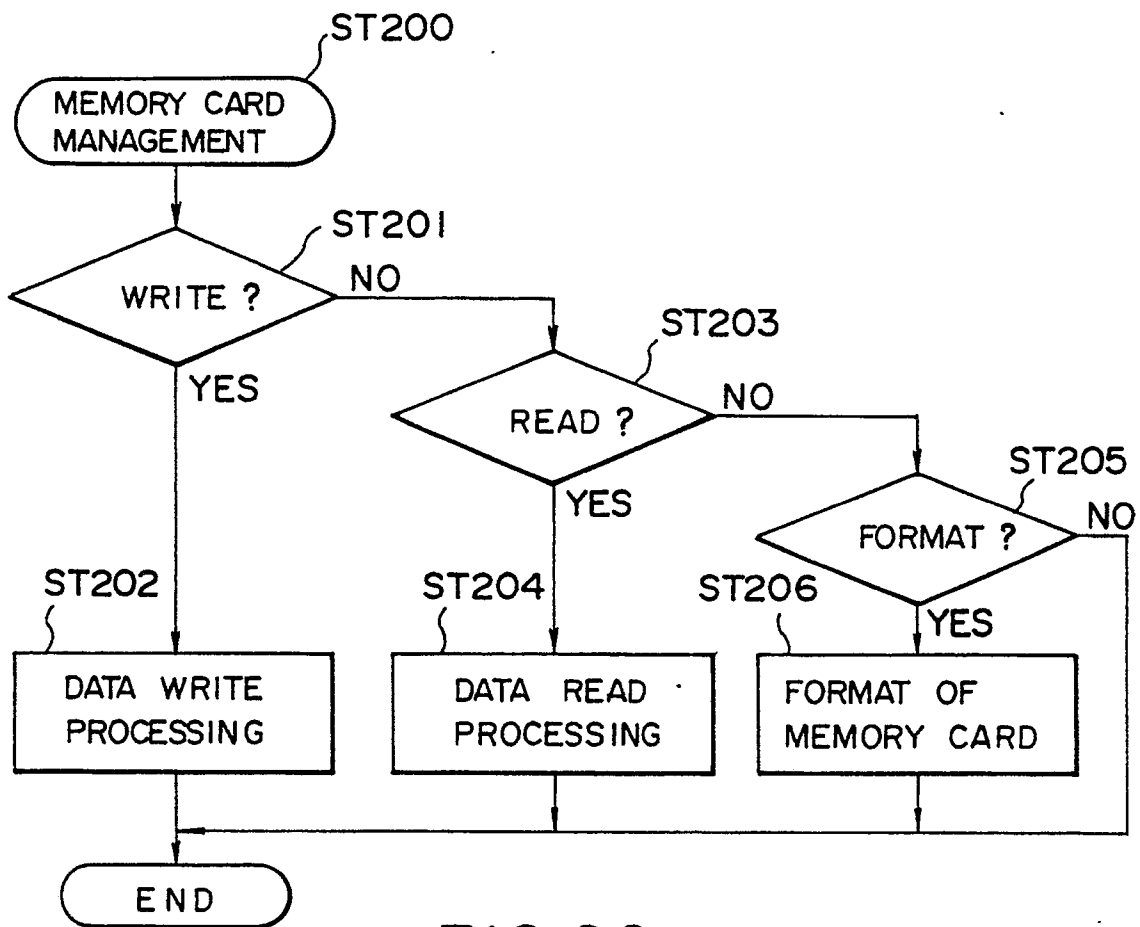 ST200
MEMORY CARD
MANAGEMENT
ST201
WRITE ?
NO
YES
ST203
READ ?
NO
YES
ST205
FORMAT ?
NO
YES
ST202
DATA WRITE
PROCESSING
ST204
DATA READ
PROCESSING
ST206
FORMAT OF
MEMORY CARD
END